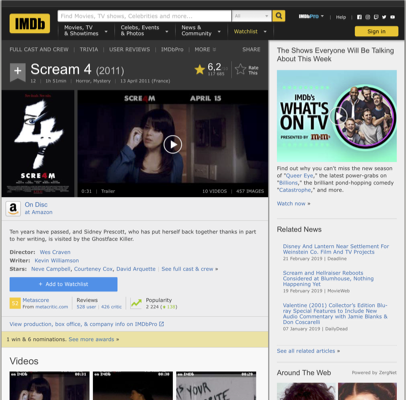 IMDb
Find Movies, TV shows, Celebrities and more...
All
IMDbPro
Help
Movies, TV & Showtimes
Celebs, Events & Photos
News & Community
Watchlist
Sign in
FULL CAST AND CREW | TRIVIA | USER REVIEWS | IMDbPro | MORE
SHARE
Scream 4 (2011)
6,2
Rate This
12 | 1h 51min | Horror, Mystery | 13 April 2011 (France)
SCRE4M
SCRE4M APRIL 15
0:31 | Trailer
10 VIDEOS | 457 IMAGES
On Disc
at Amazon
Ten years have passed, and Sidney Prescott, who has put herself back together thanks in part
to her writing, is visited by the Ghostface Killer.
Director: Wes Craven
Writer: Kevin Williamson
Stars: Neve Campbell, Courteney Cox, David Arquette | See full cast & crew »
+ Add to Watchlist
Metascore
From metacritic.com
Reviews
528 user | 426 critic
Popularity
View production, box office, & company info on IMDbPro
1 win & 6 nominations. See more awards »
Videos
The Shows Everyone Will Be Talking
About This Week
IMDb's
WHAT'S
ON TV
PRESENTED BY
Find out why you can't miss the new season
of "Queer Eye," the latest power-grabs on
"Billions," the brilliant pond-hopping comedy
"Catastrophe," and more.
Watch now »
Related News
Disney And Lantern Near Settlement For
Weinstein Co. Film And TV Projects
21 February 2019 | Deadline
Scream and Hellraiser Reboots
Considered at Blumhouse, Nothing
Happening Yet
19 February 2019 | MovieWeb
Valentine (2001) Collector's Edition Blu-
ray Special Features to Include New
Audio Commentary with Jamie Blanks &
Don Coscarelli
07 January 2019 | DailyDead
See all related articles »
Around The Web
Powered by ZergNet